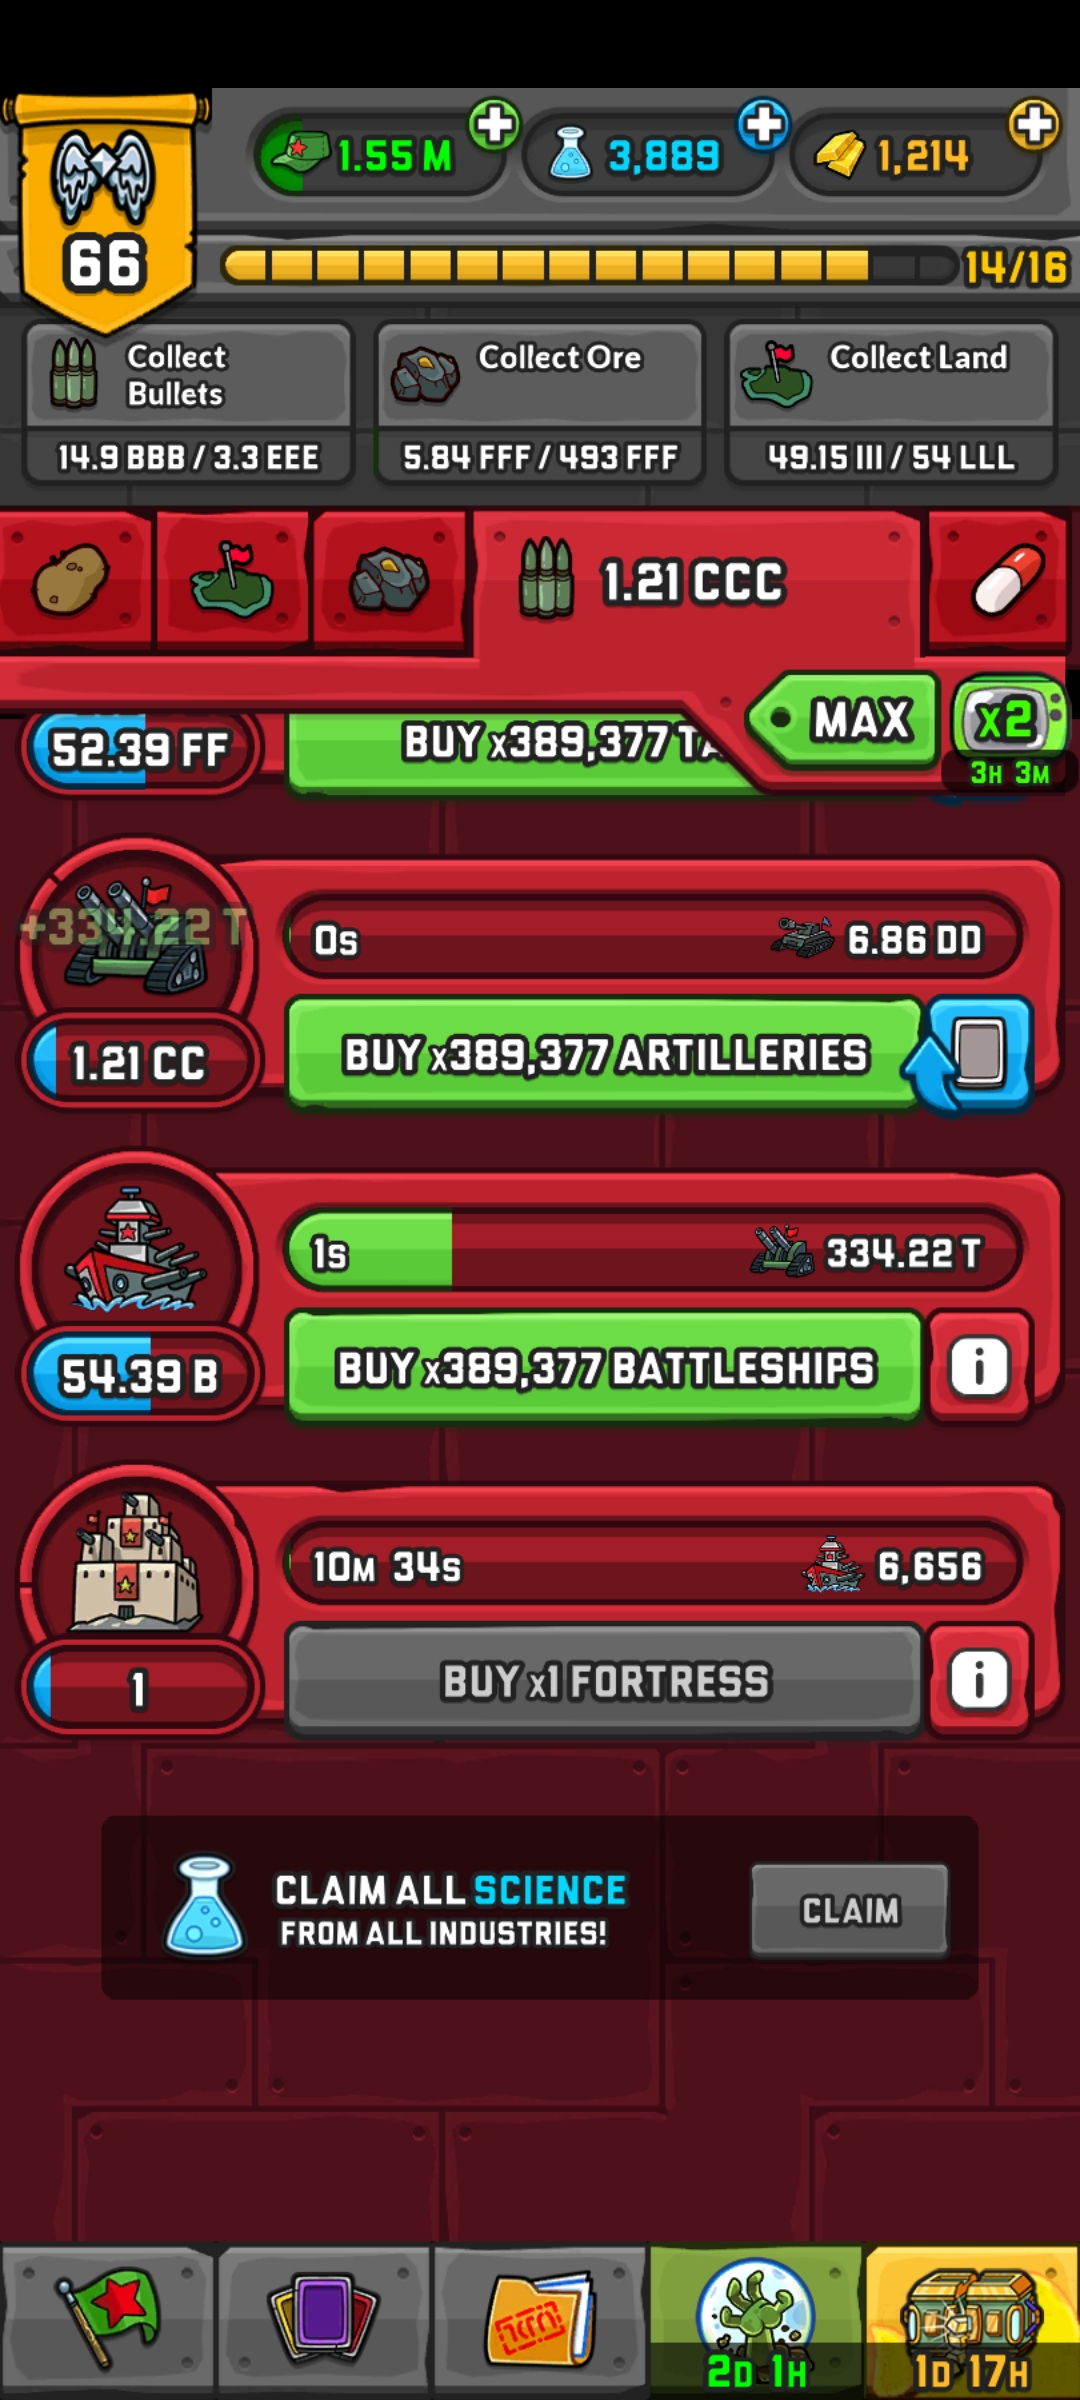 66
1.55 M
3,889
1,214
14/16
Collect
Bullets
14.9 BBB / 3.3 EEE
Collect Ore
5.84 FFF / 493 FFF
Collect Land
49.15 III / 54 LLL
1.21 CCC
MAX
x2
3H 3M
52.39 FF
BUY x389,377 TA
+334.22 T
0s
6.86 DD
1.21 CC
BUY x389,377 ARTILLERIES
1s
334.22 T
54.39 B
BUY x389,377 BATTLESHIPS
i
10M 34s
6,656
1
BUY x1 FORTRESS
i
CLAIM ALL SCIENCE
FROM ALL INDUSTRIES!
CLAIM
2D 1H
1D 17H